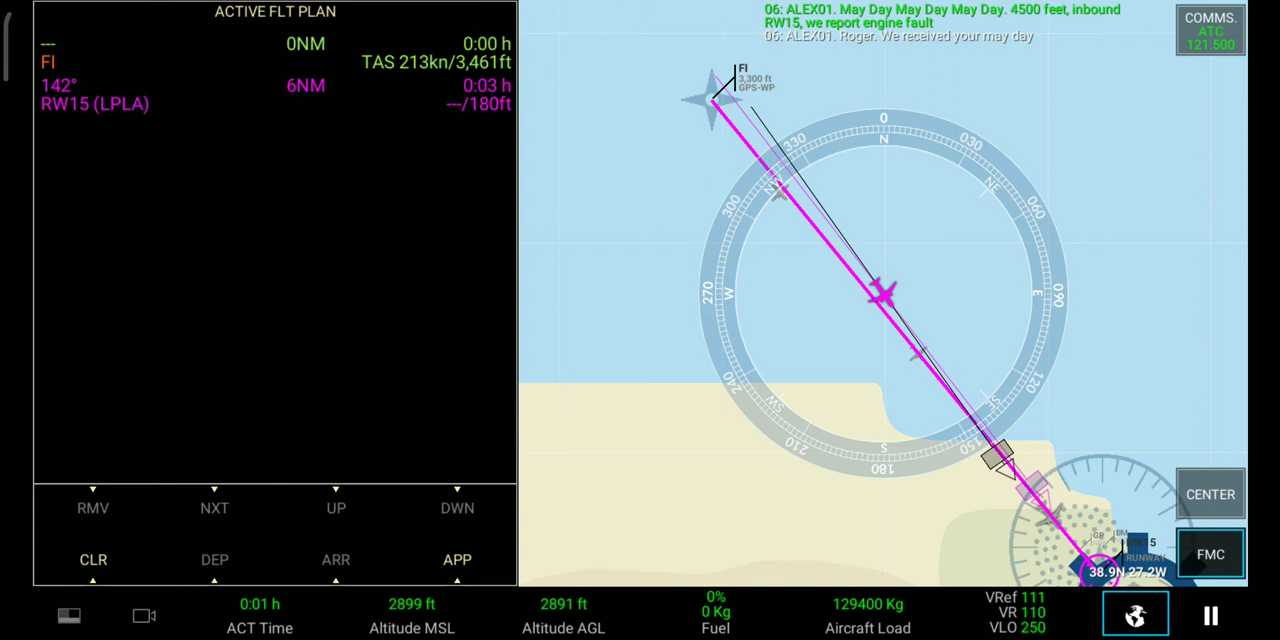 ACTIVE FLT PLAN
--- 0NM 0:00 h
FI TAS 213kn/3,461ft
142° 6NM 0:03 h
RW15 (LPLA) ---/180ft
RMV NXT UP DWN
CLR DEP ARR APP
06: ALEX01. May Day May Day May Day. 4500 feet, inbound
RW15, we report engine fault
06: ALEX01. Roger. We received your may day
COMMS.
ATC
121.500
FI
3,300 ft
GPS-WP
0
N
030
NE
060
E
090
120
SE
150
S
180
210
SW
240
W
270
300
NW
330
RUNWAY
38.9N 27.2W
CENTER
FMC
0:01 h
ACT Time
2899 ft
Altitude MSL
2891 ft
Altitude AGL
0%
0 Kg
Fuel
129400 Kg
Aircraft Load
VRef 111
VR 110
VLO 250